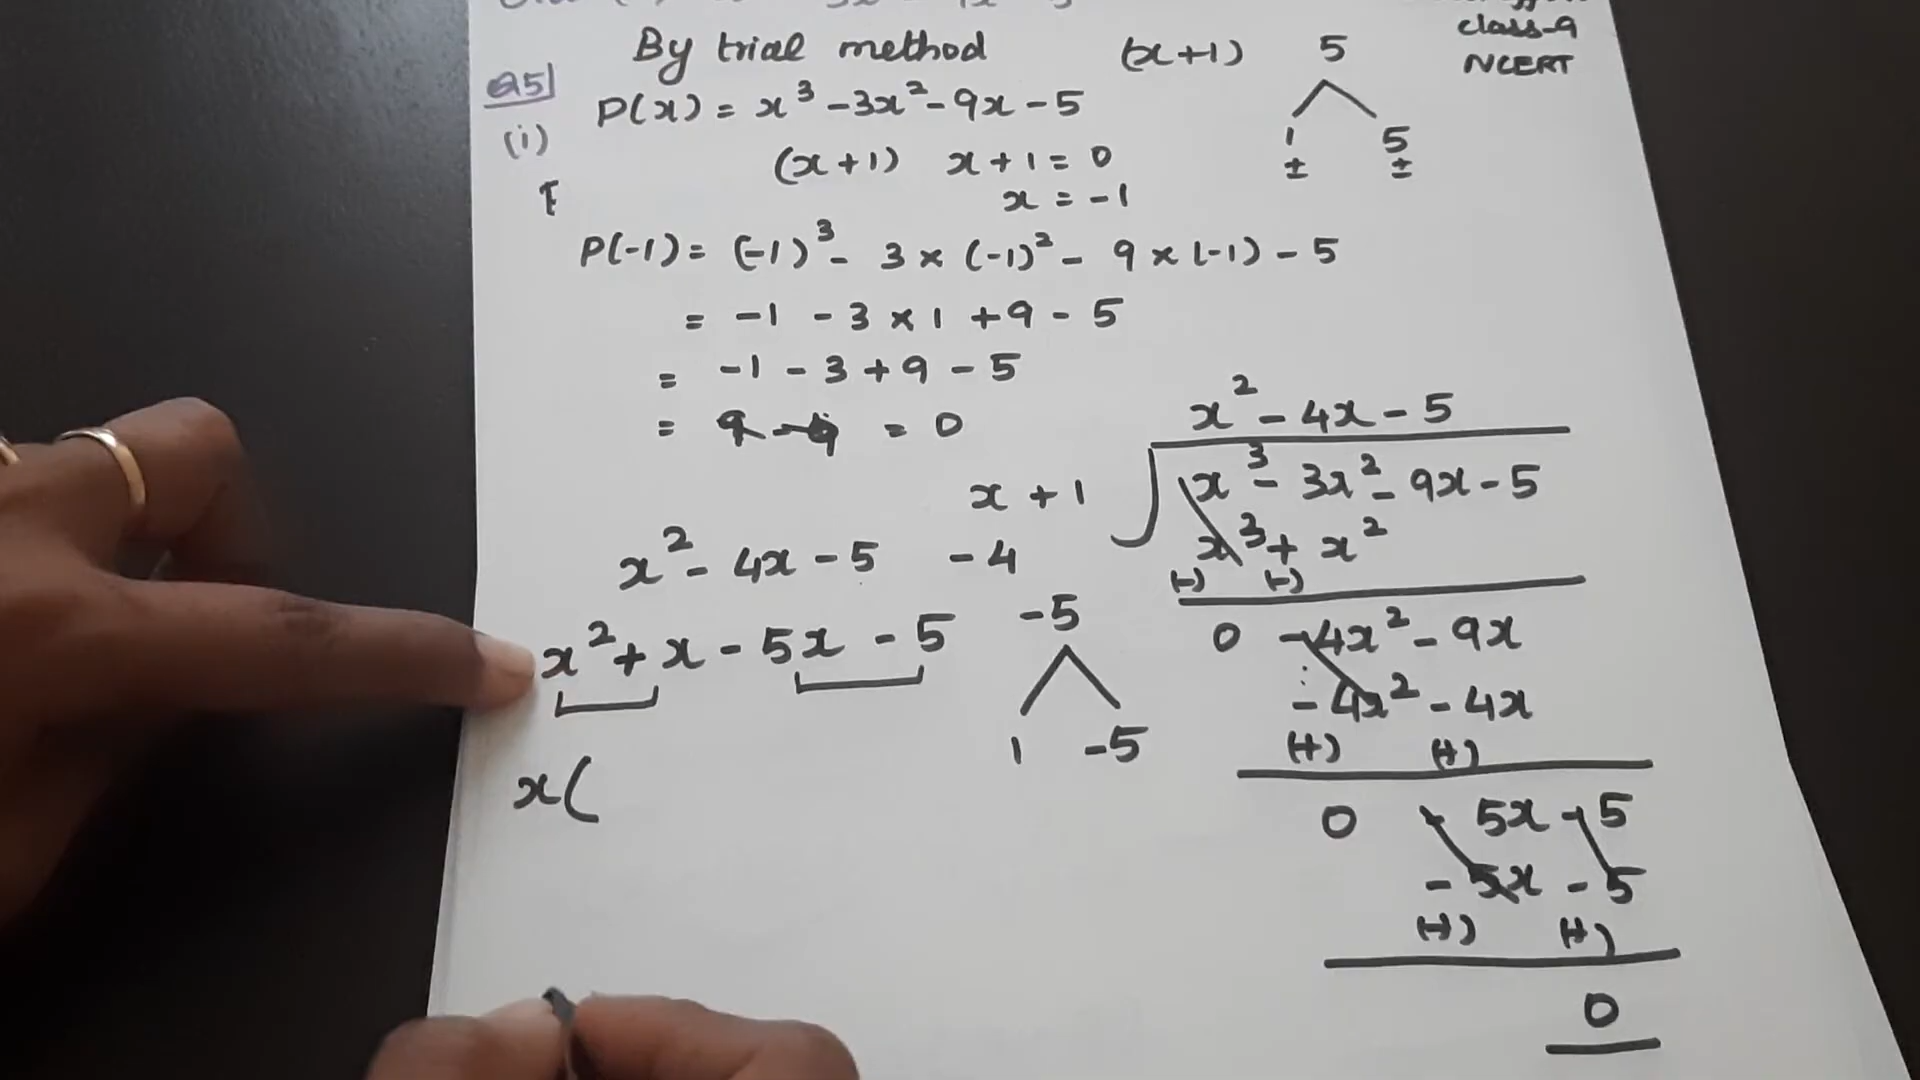 class-9
NCERT
By trial method
(x+1)
5
Q5
P(x) = x³ - 3x² - 9x - 5
(i)
1 5
± ±
(x+1) x+1 = 0
x = -1
P(-1) = (-1)³ - 3 × (-1)² - 9 × (-1) - 5
= -1 - 3 × 1 + 9 - 5
= -1 - 3 + 9 - 5
= 9 - 9 = 0
x² - 4x - 5
x + 1
x³ - 3x² - 9x - 5
x³ + x²
(-) (-)
0 - 4x² - 9x
- 4x² - 4x
(+) (+)
0 - 5x - 5
- 5x - 5
(+) (+)
0
x² - 4x - 5 -4
x² + x - 5x - 5
-5
1 -5
x(